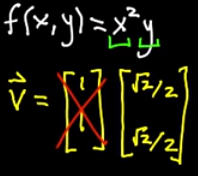 f(x,y)=x²y
V⃗ = [1 1] [√2/2 √2/2]